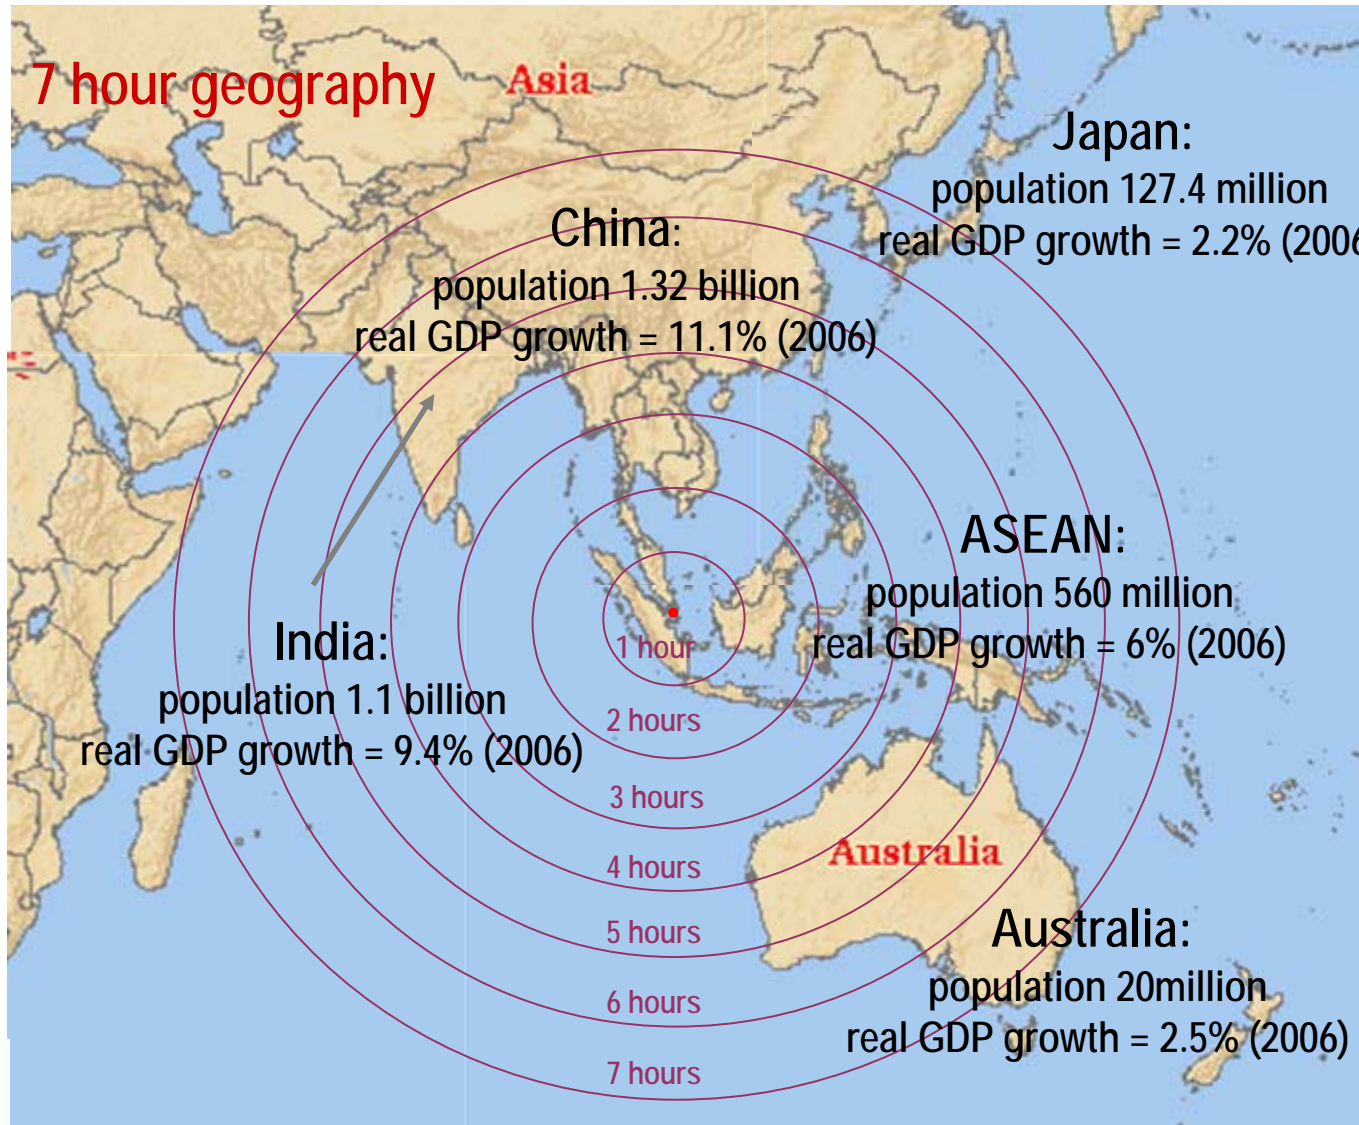 7 hour geography
Asia
Japan:
population 127.4 million
real GDP growth = 2.2% (2006
China:
population 1.32 billion
real GDP growth = 11.1% (2006)
ASEAN:
population 560 million
real GDP growth = 6% (2006)
India:
population 1.1 billion
real GDP growth = 9.4% (2006)
1 hour
2 hours
3 hours
4 hours
5 hours
6 hours
7 hours
Australia
Australia:
population 20million
real GDP growth = 2.5% (2006)